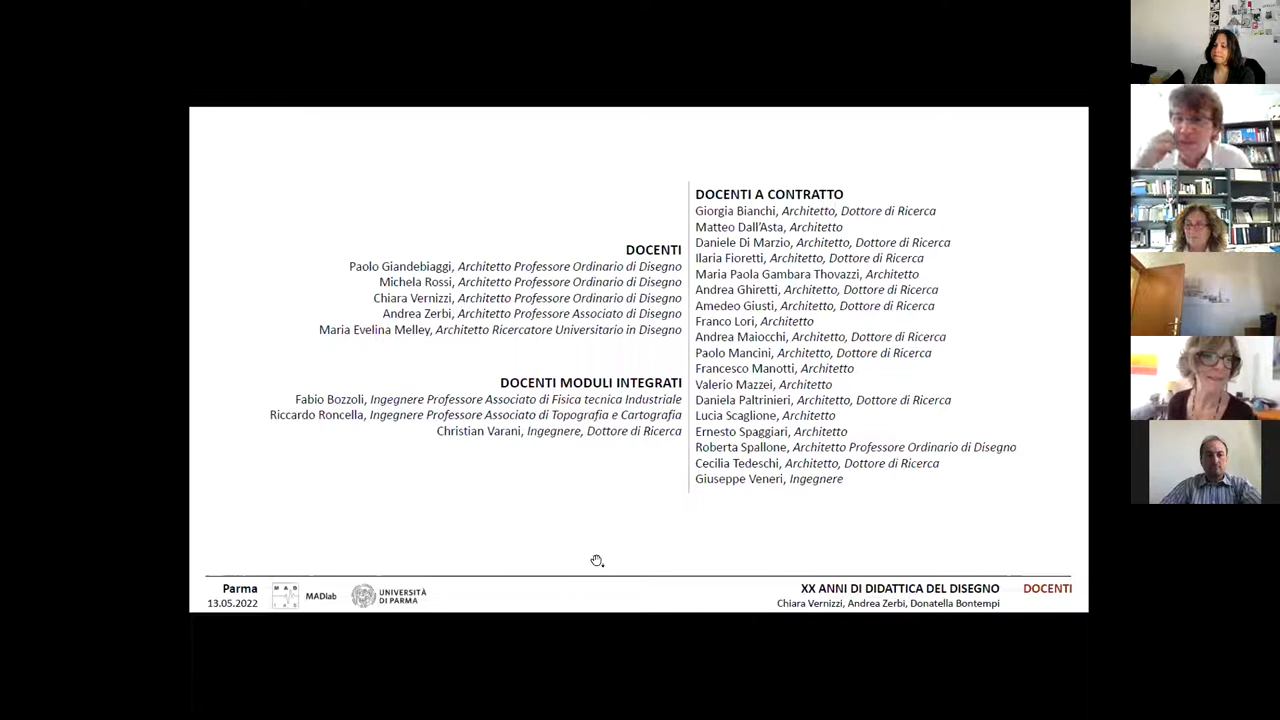 DOCENTI
Paolo Giandebiaggi, Architetto Professore Ordinario di Disegno
Michela Rossi, Architetto Professore Ordinario di Disegno
Chiara Vernizzi, Architetto Professore Ordinario di Disegno
Andrea Zerbi, Architetto Professore Associato di Disegno
Maria Evelina Melley, Architetto Ricercatore Universitario in Disegno
DOCENTI MODULI INTEGRATI
Fabio Bozzoli, Ingegnere Professore Associato di Fisica tecnica Industriale
Riccardo Roncella, Ingegnere Professore Associato di Topografia e Cartografia
Christian Varani, Ingegnere, Dottore di Ricerca
DOCENTI A CONTRATTO
Giorgia Bianchi, Architetto, Dottore di Ricerca
Matteo Dall'Asta, Architetto
Daniele Di Marzio, Architetto, Dottore di Ricerca
Ilaria Fioretti, Architetto, Dottore di Ricerca
Maria Paola Gambara Thovazzi, Architetto
Andrea Ghiretti, Architetto, Dottore di Ricerca
Amedeo Giusti, Architetto, Dottore di Ricerca
Franco Lori, Architetto
Andrea Maiocchi, Architetto, Dottore di Ricerca
Paolo Mancini, Architetto, Dottore di Ricerca
Francesco Manotti, Architetto
Valerio Mazzei, Architetto
Daniela Paltrinieri, Architetto, Dottore di Ricerca
Lucia Scaglione, Architetto
Ernesto Spaggiari, Architetto
Roberta Spallone, Architetto Professore Ordinario di Disegno
Cecilia Tedeschi, Architetto, Dottore di Ricerca
Giuseppe Veneri, Ingegnere
Parma
13.05.2022
MAD
MADlab
UNIVERSITÀ
DI PARMA
XX ANNI DI DIDATTICA DEL DISEGNO
Chiara Vernizzi, Andrea Zerbi, Donatella Bontempi
DOCENTI